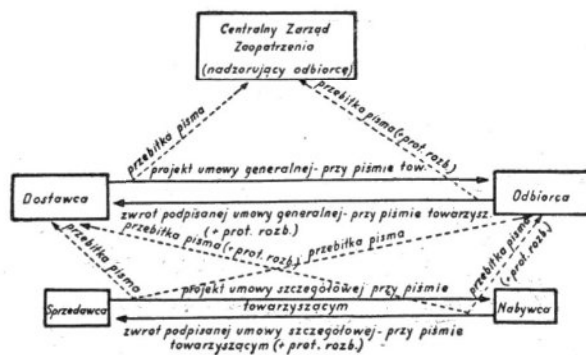 Centralny Zarząd
Zaopatrzenia
(nadzorujący odbiorcę)
przebitka pisma
przebitka pisma (+prot. rozb.)
projekt umowy generalnej- przy piśmie tow.
Dostawca
Odbiorca
zwrot podpisanej umowy generalnej- przy piśmie towarzysz.
(+ prot. rozb.)
przebitka pisma (+ prot. rozb.)
przebitka pisma
przebitka pisma
przebitka pisma
(+ prot. rozb.)
projekt umowy szczegółowej przy piśmie
towarzyszącym
Sprzedawca
Nabywca
zwrot podpisanej umowy szczegółowej- przy piśmie
towarzyszącym (+ prot. rozb.)